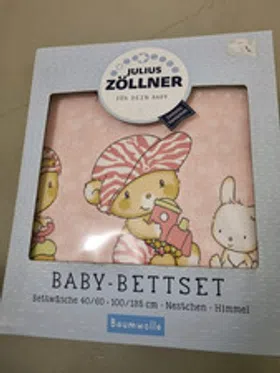 JULIUS
ZÖLLNER
FÜR DEIN BABY
BABY-BETTSET
Bettwäsche 40/60 · 100/135 cm · Nestchen · Himmel
Baumwolle